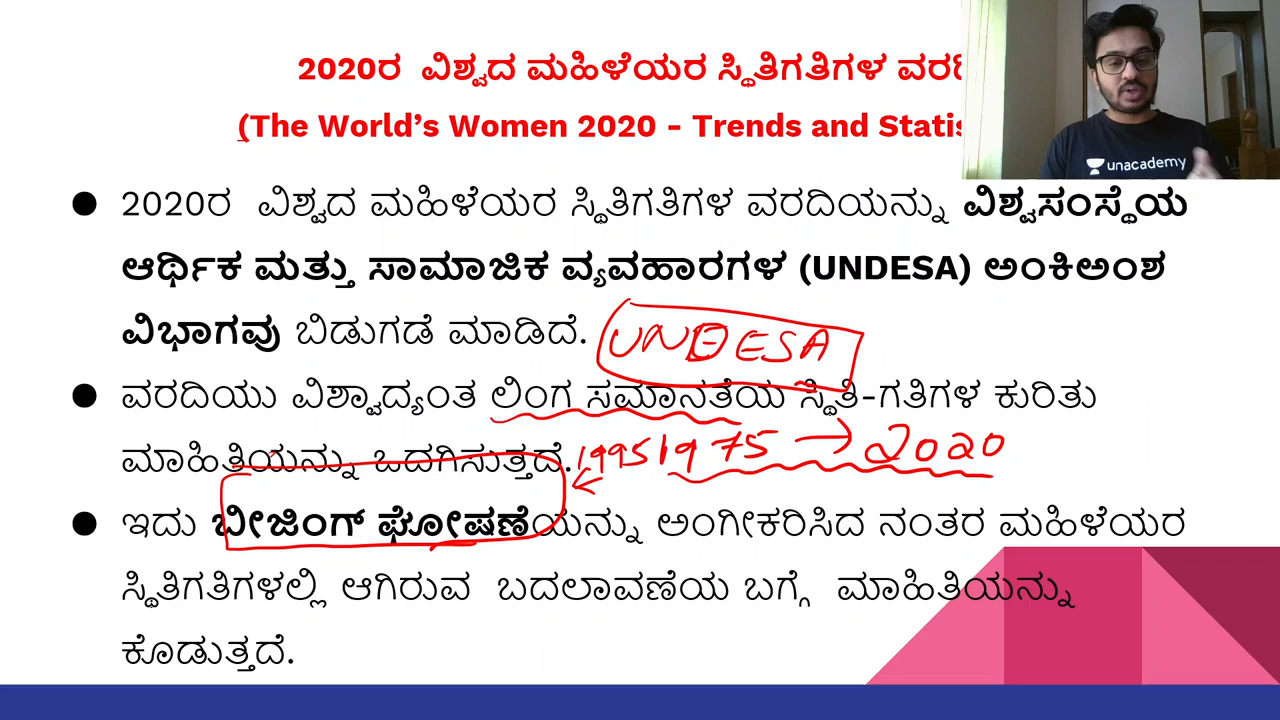 2020ರ ವಿಶ್ವದ ಮಹಿಳೆಯರ ಸ್ಥಿತಿಗತಿಗಳ
(The World's Women 2020 - Trends and
unacademy
● 2020ರ ವಿಶ್ವದ ಮಹಿಳೆಯರ ಸ್ಥಿತಿಗತಿಗಳ ವರದಿಯನ್ನು ವಿಶ್ವಸಂಸ್ಥೆಯ
ಆರ್ಥಿಕ ಮತ್ತು ಸಾಮಾಜಿಕ ವ್ಯವಹಾರಗಳ (UNDESA) ಅಂಕಿಅಂಶ
ವಿಭಾಗವು ಬಿಡುಗಡೆ ಮಾಡಿದೆ. UNDESA
● ವರದಿಯು ವಿಶ್ವಾದ್ಯಂತ ಲಿಂಗ ಸಮಾನತೆಯ ಸ್ಥಿತಿ-ಗತಿಗಳ ಕುರಿತು
ಮಾಹಿತಿಯನ್ನು ಒದಗಿಸುತ್ತದೆ. 1995 1975 → 2020
● ಇದು ಬೀಜಿಂಗ್ ಘೋಷಣೆಯನ್ನು ಅಂಗೀಕರಿಸಿದ ನಂತರ ಮಹಿಳೆಯರ
ಸ್ಥಿತಿಗತಿಗಳಲ್ಲಿ ಆಗಿರುವ ಬದಲಾವಣೆಯ ಬಗ್ಗೆ ಮಾಹಿತಿಯನ್ನು
ಕೊಡುತ್ತದೆ.